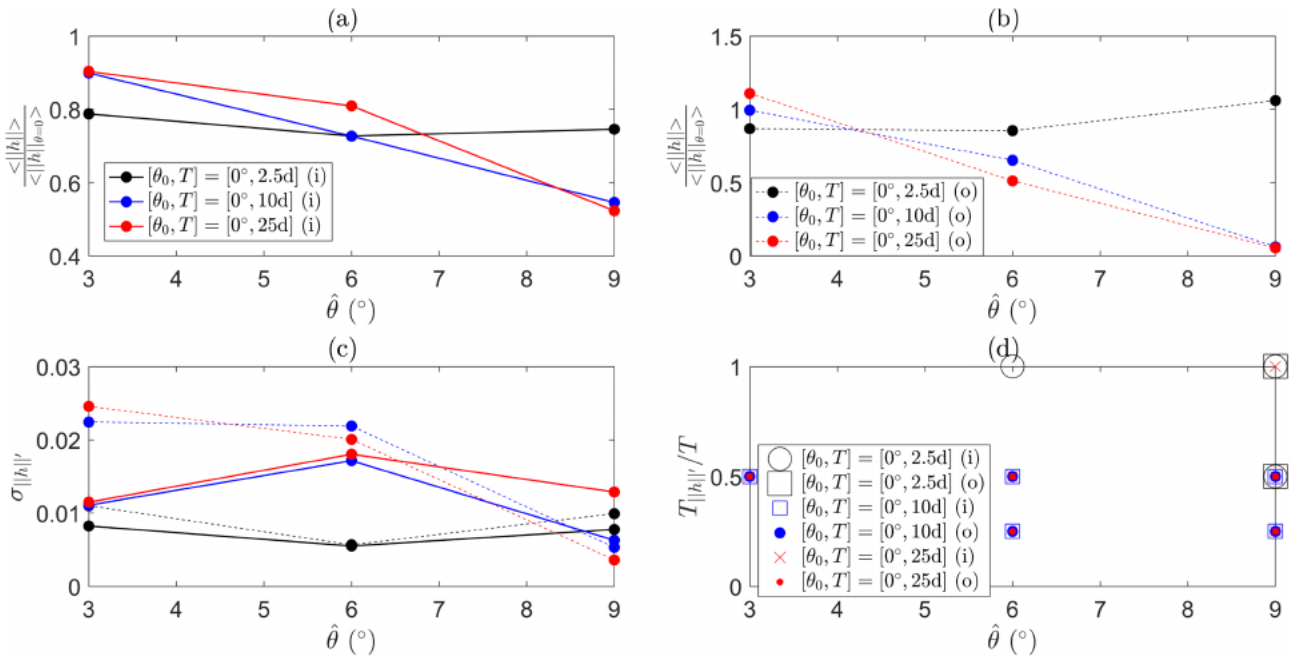 (a)
1
0.8
0.6
0.4
<||h||>
<||h||θ=0>
[θ0, T] = [0°, 2.5d] (i)
[θ0, T] = [0°, 10d] (i)
[θ0, T] = [0°, 25d] (i)
3 4 5 6 7 8 9
θ̂ (°)
(b)
1.5
1
0.5
0
<||h||>
<||h||θ=0>
[θ0, T] = [0°, 2.5d] (o)
[θ0, T] = [0°, 10d] (o)
[θ0, T] = [0°, 25d] (o)
3 4 5 6 7 8 9
θ̂ (°)
(c)
0.03
0.02
0.01
0
σ||h||'
3 4 5 6 7 8 9
θ̂ (°)
(d)
1
0.5
0
T||h||'/T
[θ0, T] = [0°, 2.5d] (i)
[θ0, T] = [0°, 2.5d] (o)
[θ0, T] = [0°, 10d] (i)
[θ0, T] = [0°, 10d] (o)
[θ0, T] = [0°, 25d] (i)
[θ0, T] = [0°, 25d] (o)
3 4 5 6 7 8 9
θ̂ (°)